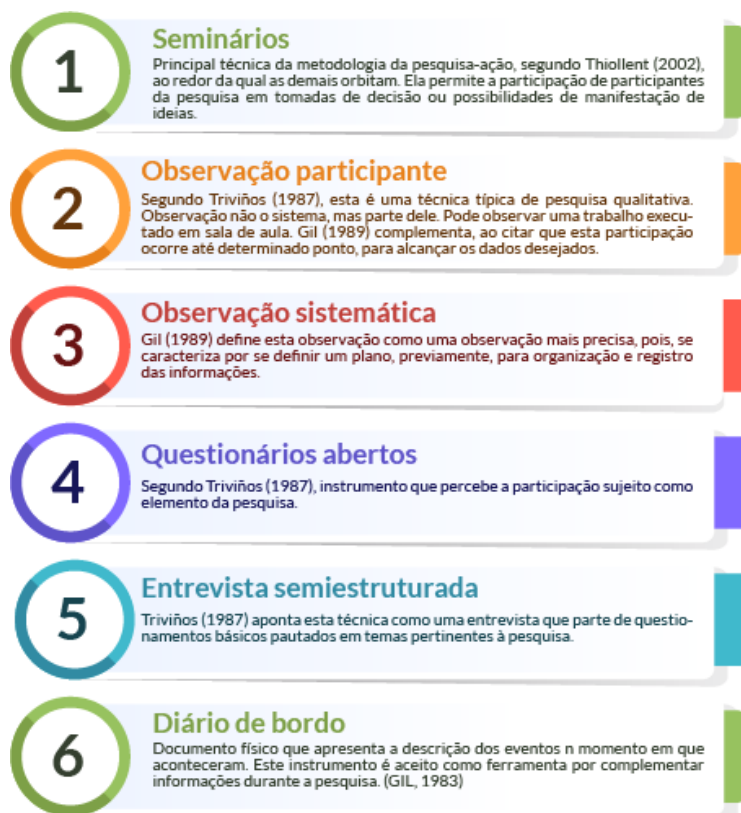 1
Seminários
Principal técnica da metodologia da pesquisa-ação, segundo Thiollent (2002),
ao redor da qual as demais orbitam. Ela permite a participação de participantes
da pesquisa em tomadas de decisão ou possibilidades de manifestação de
ideias.
2
Observação participante
Segundo Triviños (1987), esta é uma técnica típica de pesquisa qualitativa.
Observação não o sistema, mas parte dele. Pode observar uma trabalho execu-
tado em sala de aula. Gil (1989) complementa, ao citar que esta participação
ocorre até determinado ponto, para alcançar os dados desejados.
3
Observação sistemática
Gil (1989) define esta observação como uma observação mais precisa, pois, se
caracteriza por se definir um plano, previamente, para organização e registro
das informações.
4
Questionários abertos
Segundo Triviños (1987), instrumento que percebe a participação sujeito como
elemento da pesquisa.
5
Entrevista semiestruturada
Triviños (1987) aponta esta técnica como uma entrevista que parte de questio-
namentos básicos pautados em temas pertinentes à pesquisa.
6
Diário de bordo
Documento físico que apresenta a descrição dos eventos n momento em que
aconteceram. Este instrumento é aceito como ferramenta por complementar
informações durante a pesquisa. (GIL, 1983)